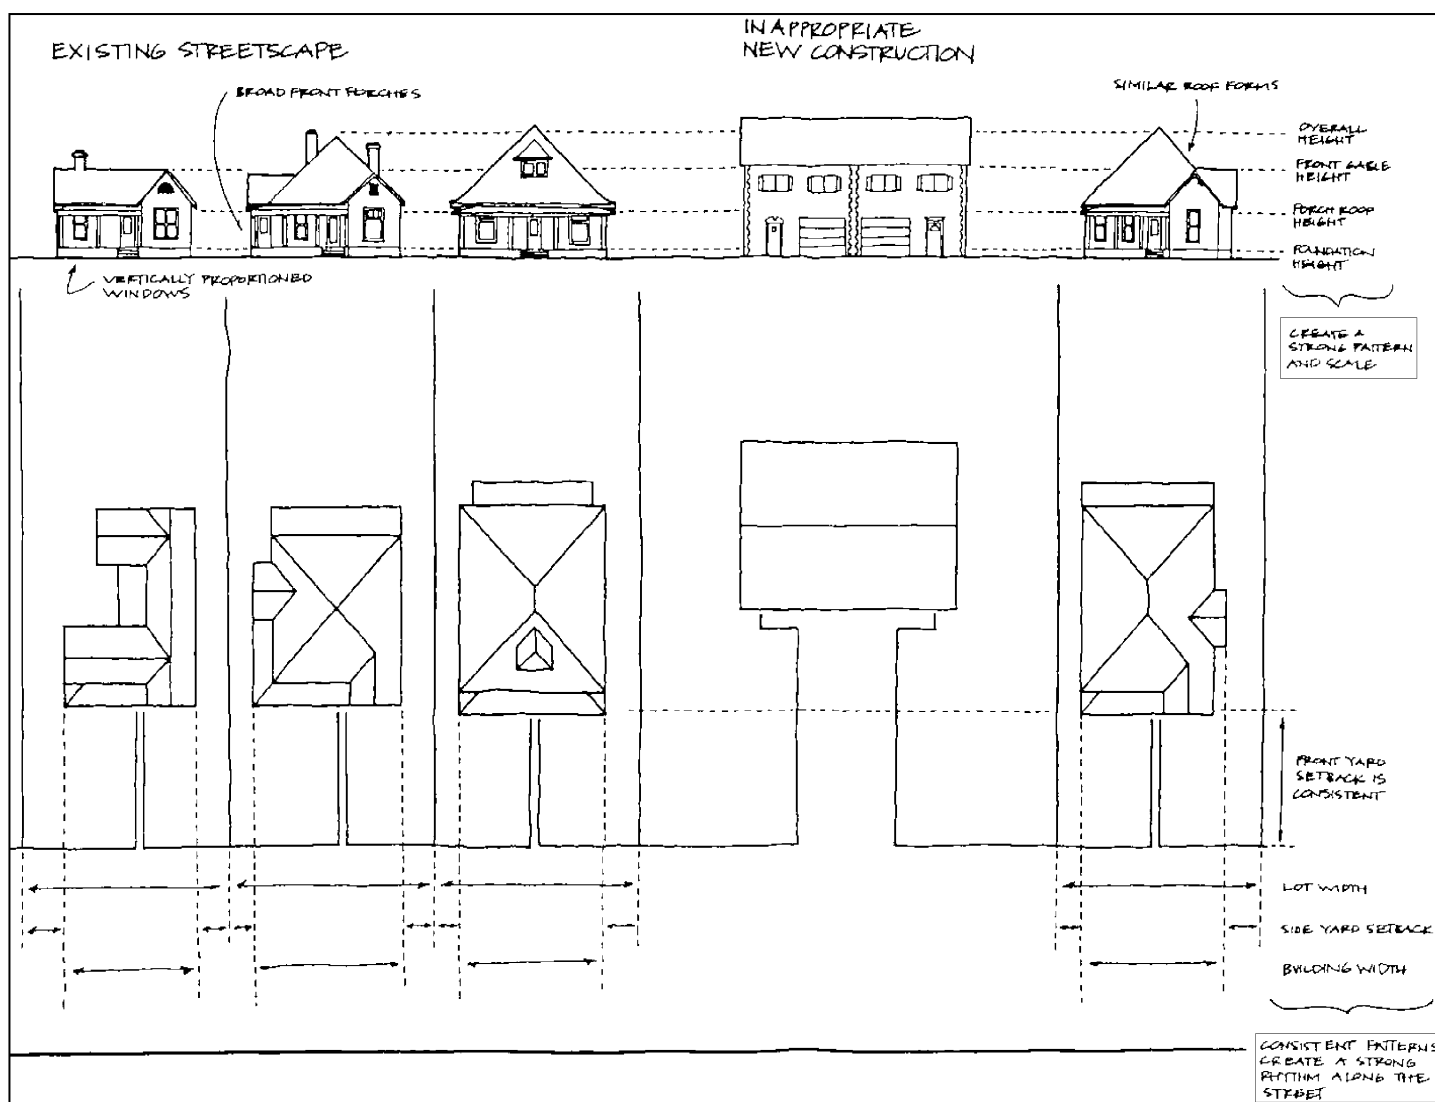 EXISTING STREETSCAPE
INAPPROPRIATE
NEW CONSTRUCTION
BROAD FRONT PORCHES
SIMILAR ROOF FORMS
OVERALL
HEIGHT
FRONT GABLE
HEIGHT
PORCH ROOF
HEIGHT
FOUNDATION
HEIGHT
VERTICALLY PROPORTIONED
WINDOWS
CREATE A
STRONG PATTERN
AND SCALE
FRONT YARD
SETBACK IS
CONSISTENT
LOT WIDTH
SIDE YARD SETBACK
BUILDING WIDTH
CONSISTENT PATTERNS
CREATE A STRONG
RHYTHM ALONG THE
STREET